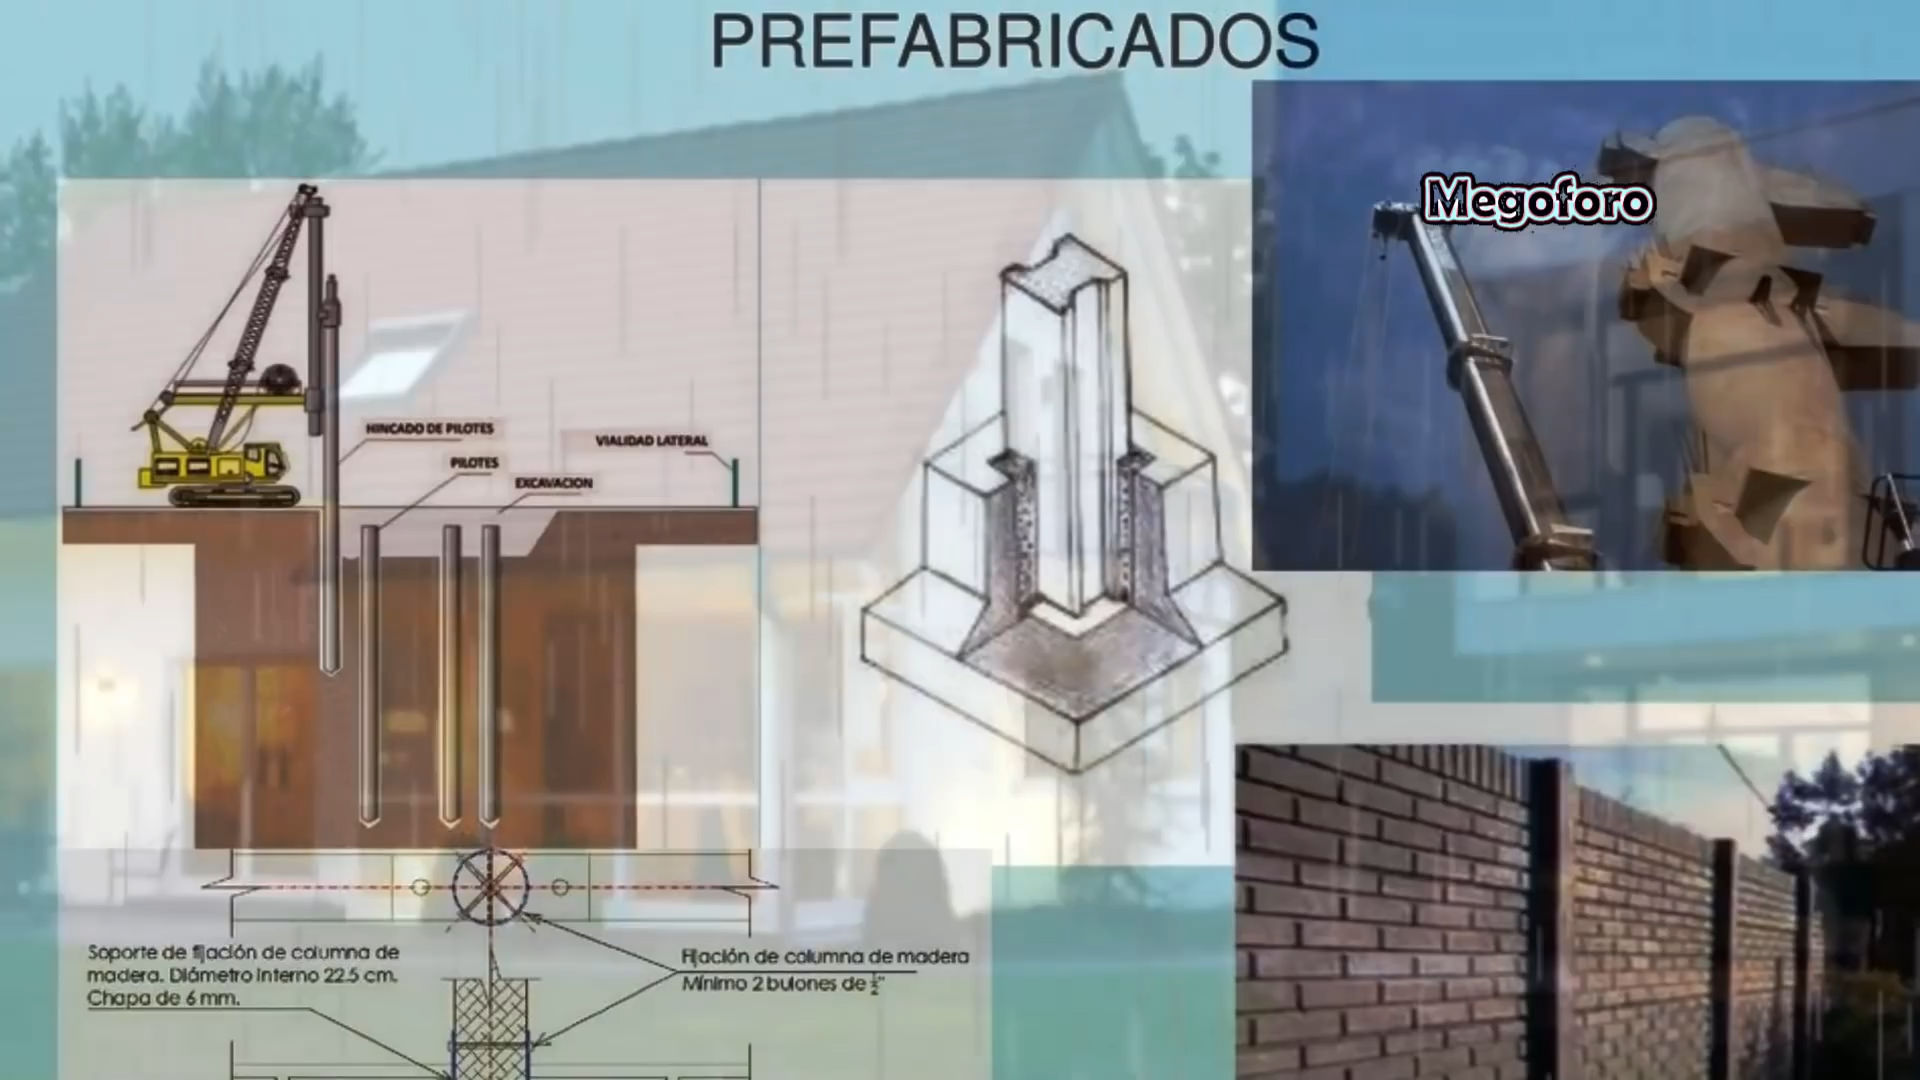 PREFABRICADOS
Megoforo
HINCADO DE PILOTES
VIALIDAD LATERAL
PILOTES
EXCAVACION
Soporte de fijación de columna de
madera. Diámetro interno 22.5 cm.
Chapa de 6 mm.
Fijación de columna de madera
Mínimo 2 bulones de ½"